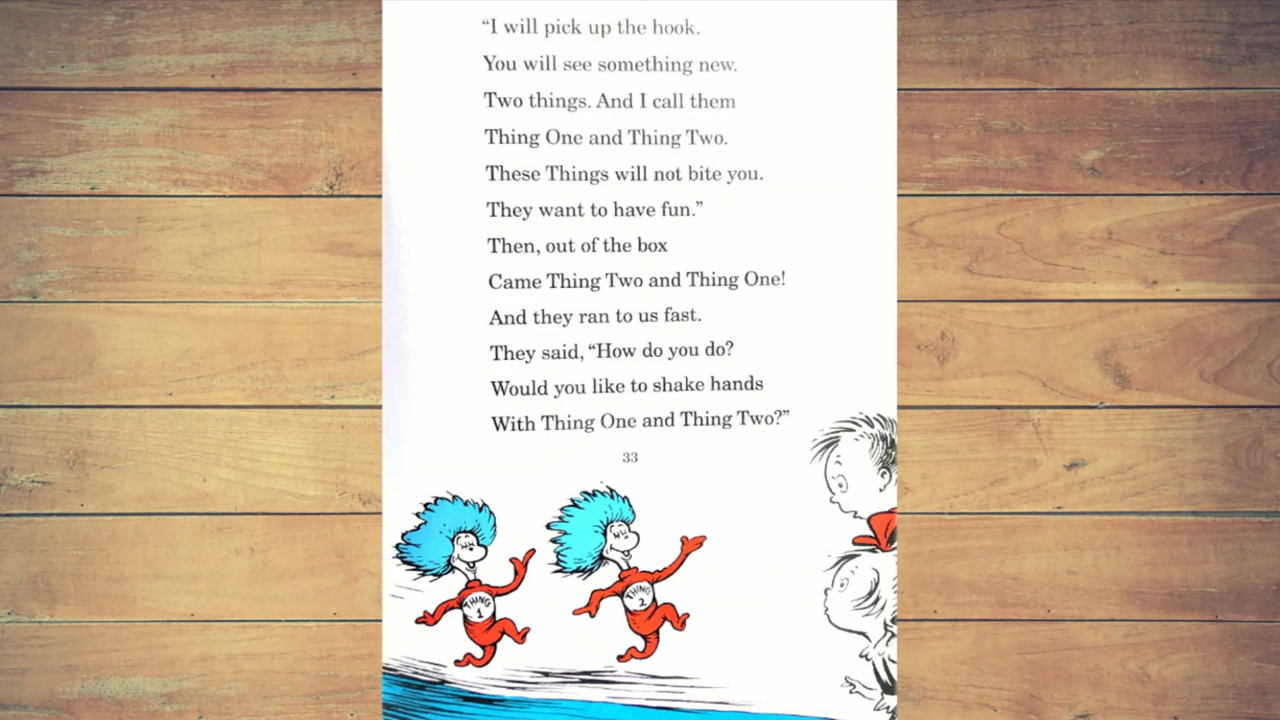 “I will pick up the hook.
You will see something new.
Two things. And I call them
Thing One and Thing Two.
These Things will not bite you.
They want to have fun.”
Then, out of the box
Came Thing Two and Thing One!
And they ran to us fast.
They said, “How do you do?
Would you like to shake hands
With Thing One and Thing Two?”
33
THING
1
THING
2